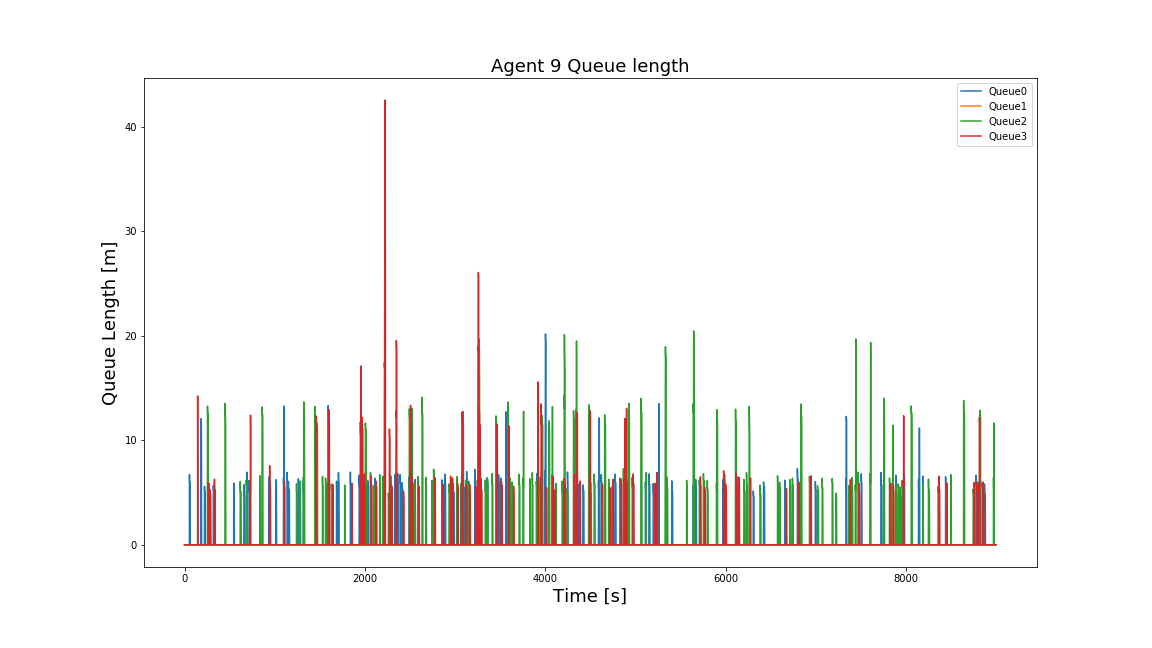 Agent 9 Queue length
Queue0
Queue1
Queue2
Queue3
Queue Length [m]
40
30
20
10
0
0 2000 4000 6000 8000
Time [s]